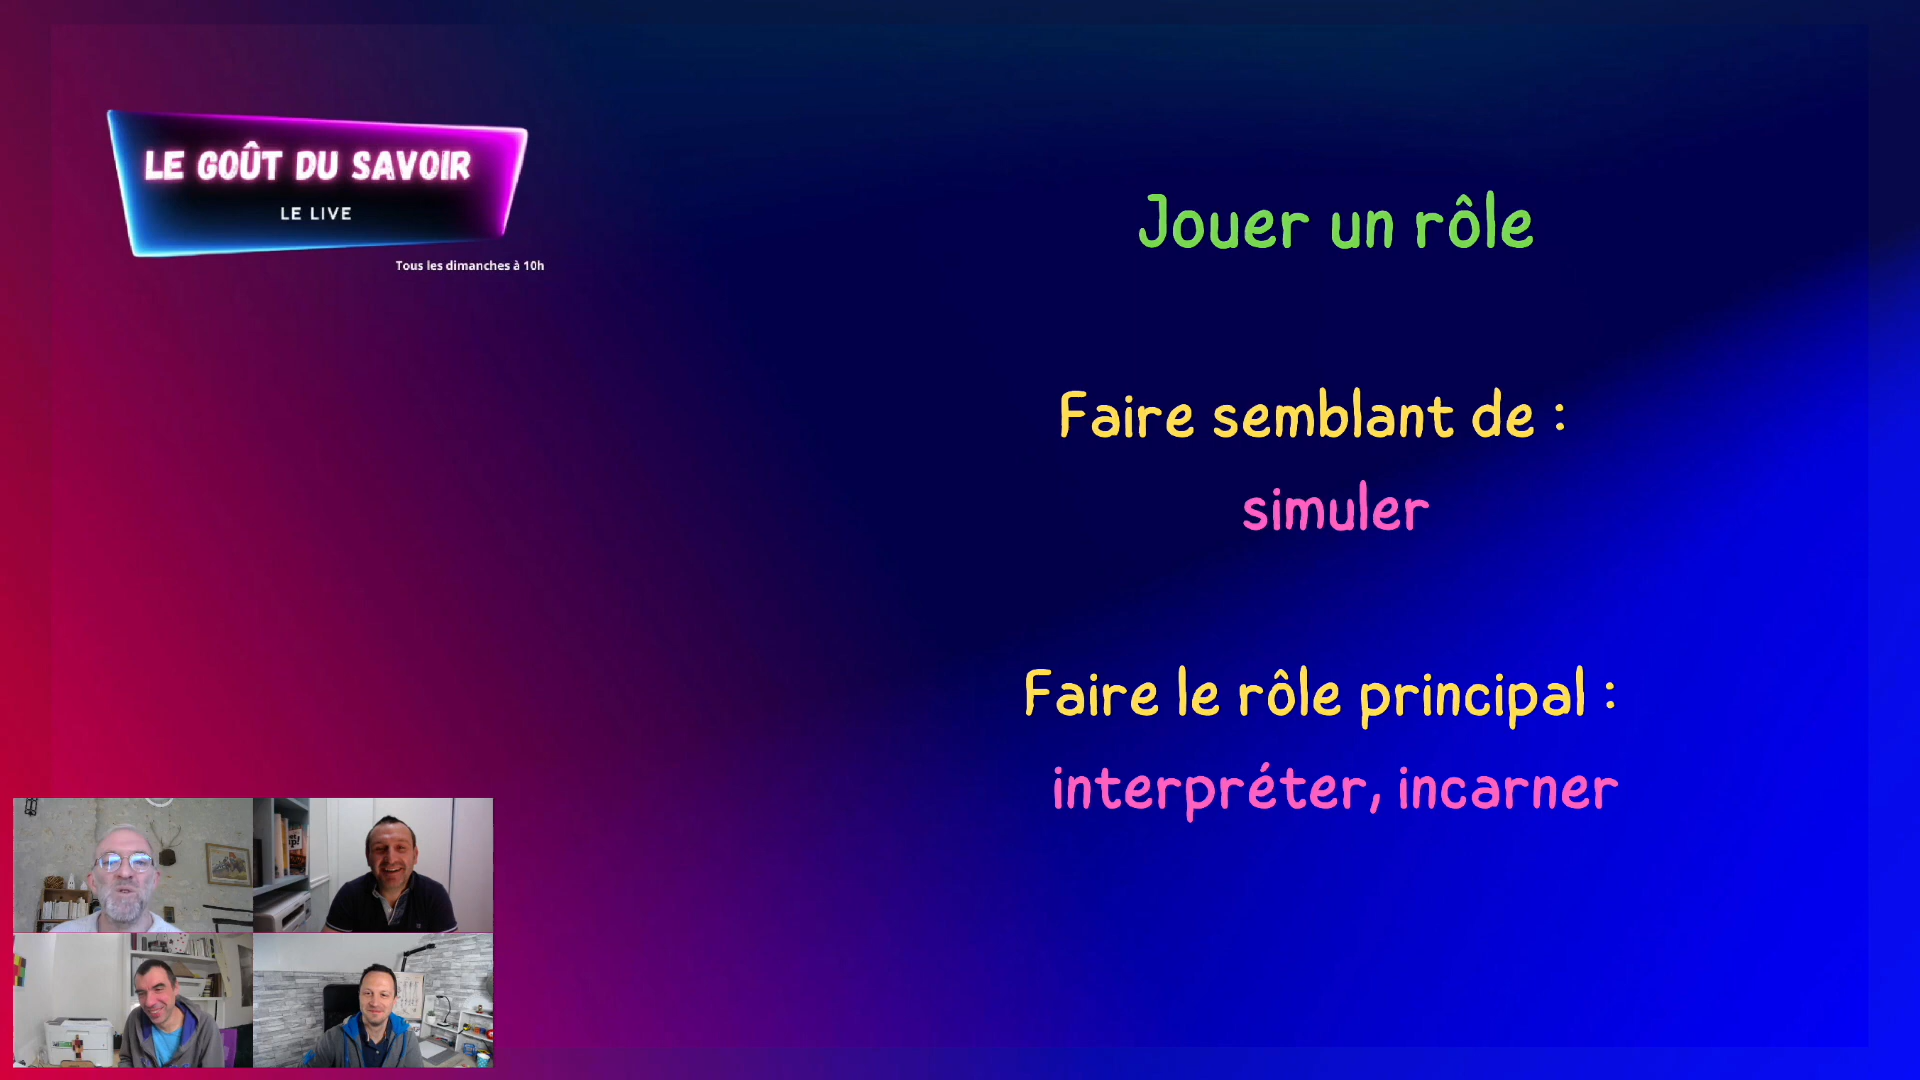 LE GOÛT DU SAVOIR
LE LIVE
Tous les dimanches à 10h
Jouer un rôle
Faire semblant de :
simuler
Faire le rôle principal :
interpréter, incarner